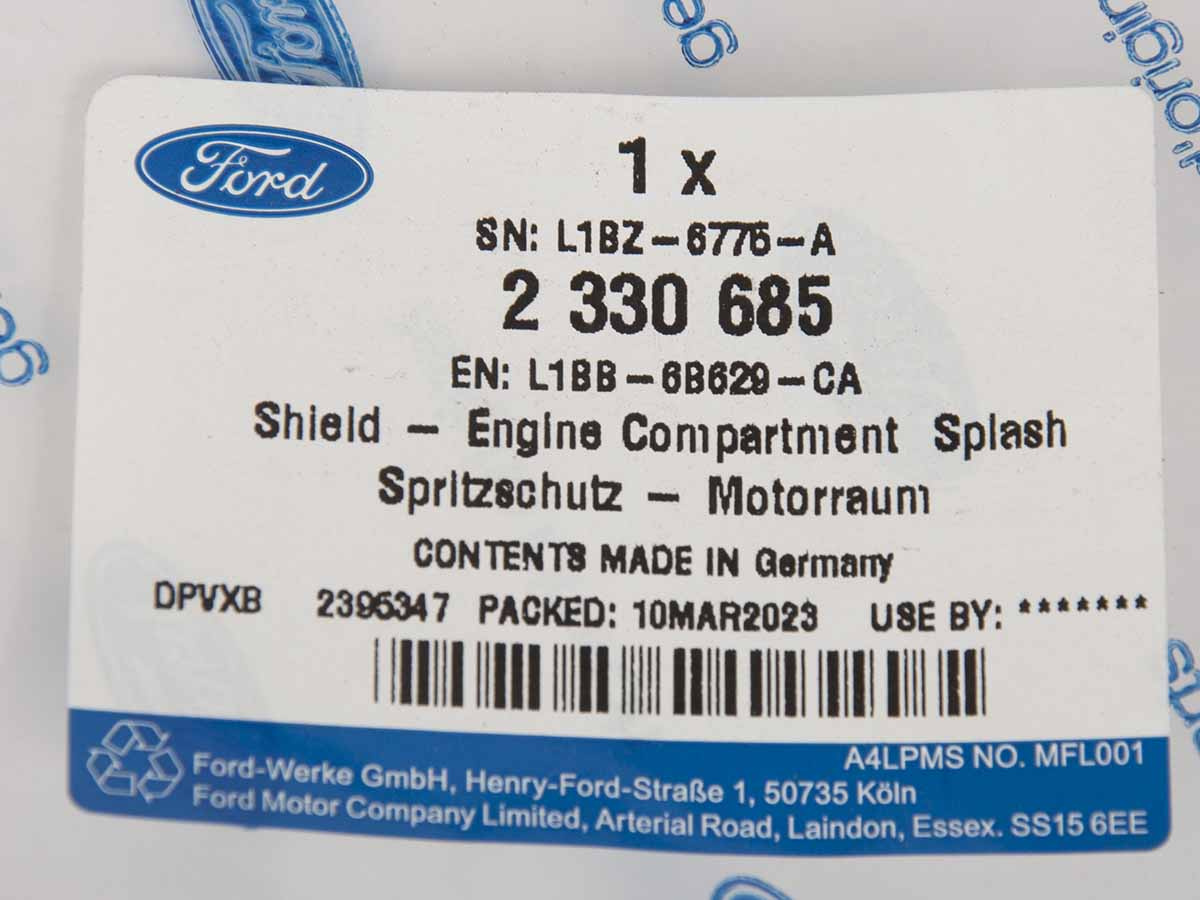 Ford
1 x
SN: L1BZ-6775-A
2 330 685
EN: L1BB-6B629-CA
Shield - Engine Compartment Splash
Spritzschutz - Motorraum
CONTENTS MADE IN Germany
DPVXB 2395347 PACKED: 10MAR2023 USE BY: *******
A4LPMS NO. MFL001
Ford-Werke GmbH, Henry-Ford-Straße 1, 50735 Köln
Ford Motor Company Limited, Arterial Road, Laindon, Essex. SS15 6EE